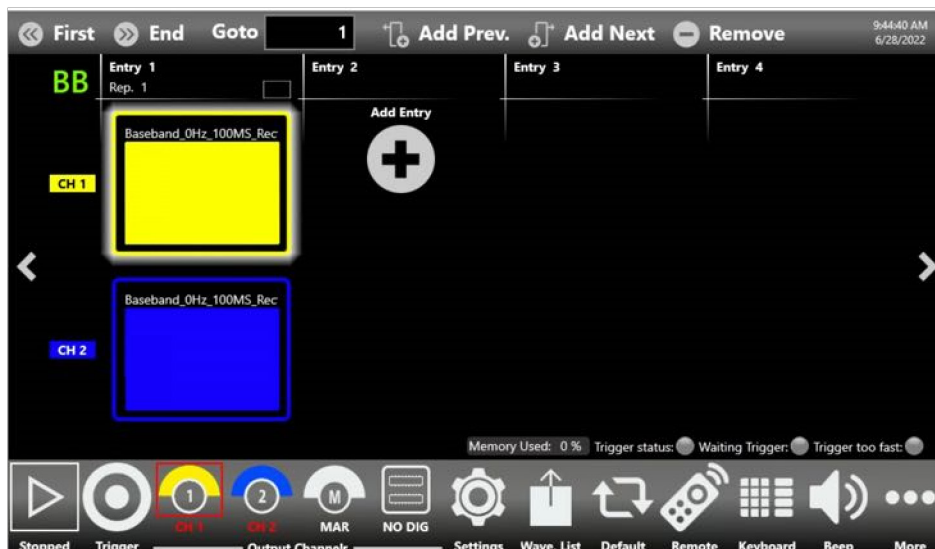 First End Goto 1 Add Prev. Add Next Remove 9:44:40 AM
6/28/2022
BB
Entry 1 Entry 2 Entry 3 Entry 4
Rep. 1
Add Entry
Baseband_0Hz_100MS_Rec
CH 1
Baseband_0Hz_100MS_Rec
CH 2
Memory Used: 0 % Trigger status: Waiting Trigger: Trigger too fast:
1 2 M
CH 1 CH 2 MAR NO DIG
Stopped Trigger Output Channels Settings Wave. List Default Remote Keyboard Beep More